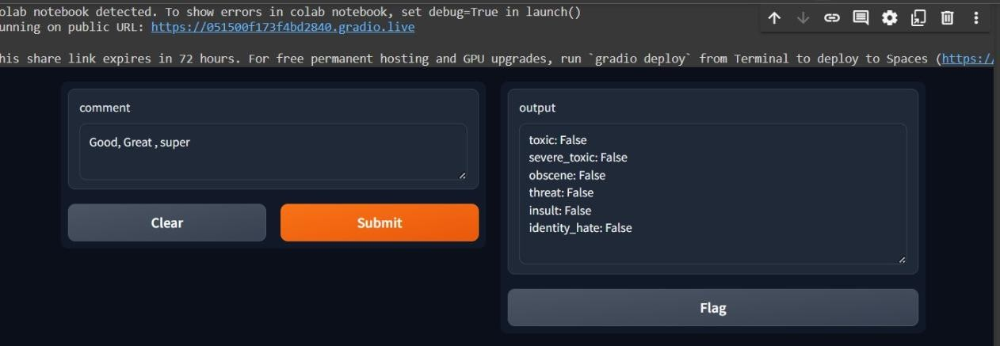 olab notebook detected. To show errors in colab notebook, set debug=True in launch()
unning on public URL: https://051500f173f4bd2840.gradio.live
his share link expires in 72 hours. For free permanent hosting and GPU upgrades, run `gradio deploy` from Terminal to deploy to Spaces (https:/
comment
Good, Great , super
Clear
Submit
output
toxic: False
severe_toxic: False
obscene: False
threat: False
insult: False
identity_hate: False
Flag